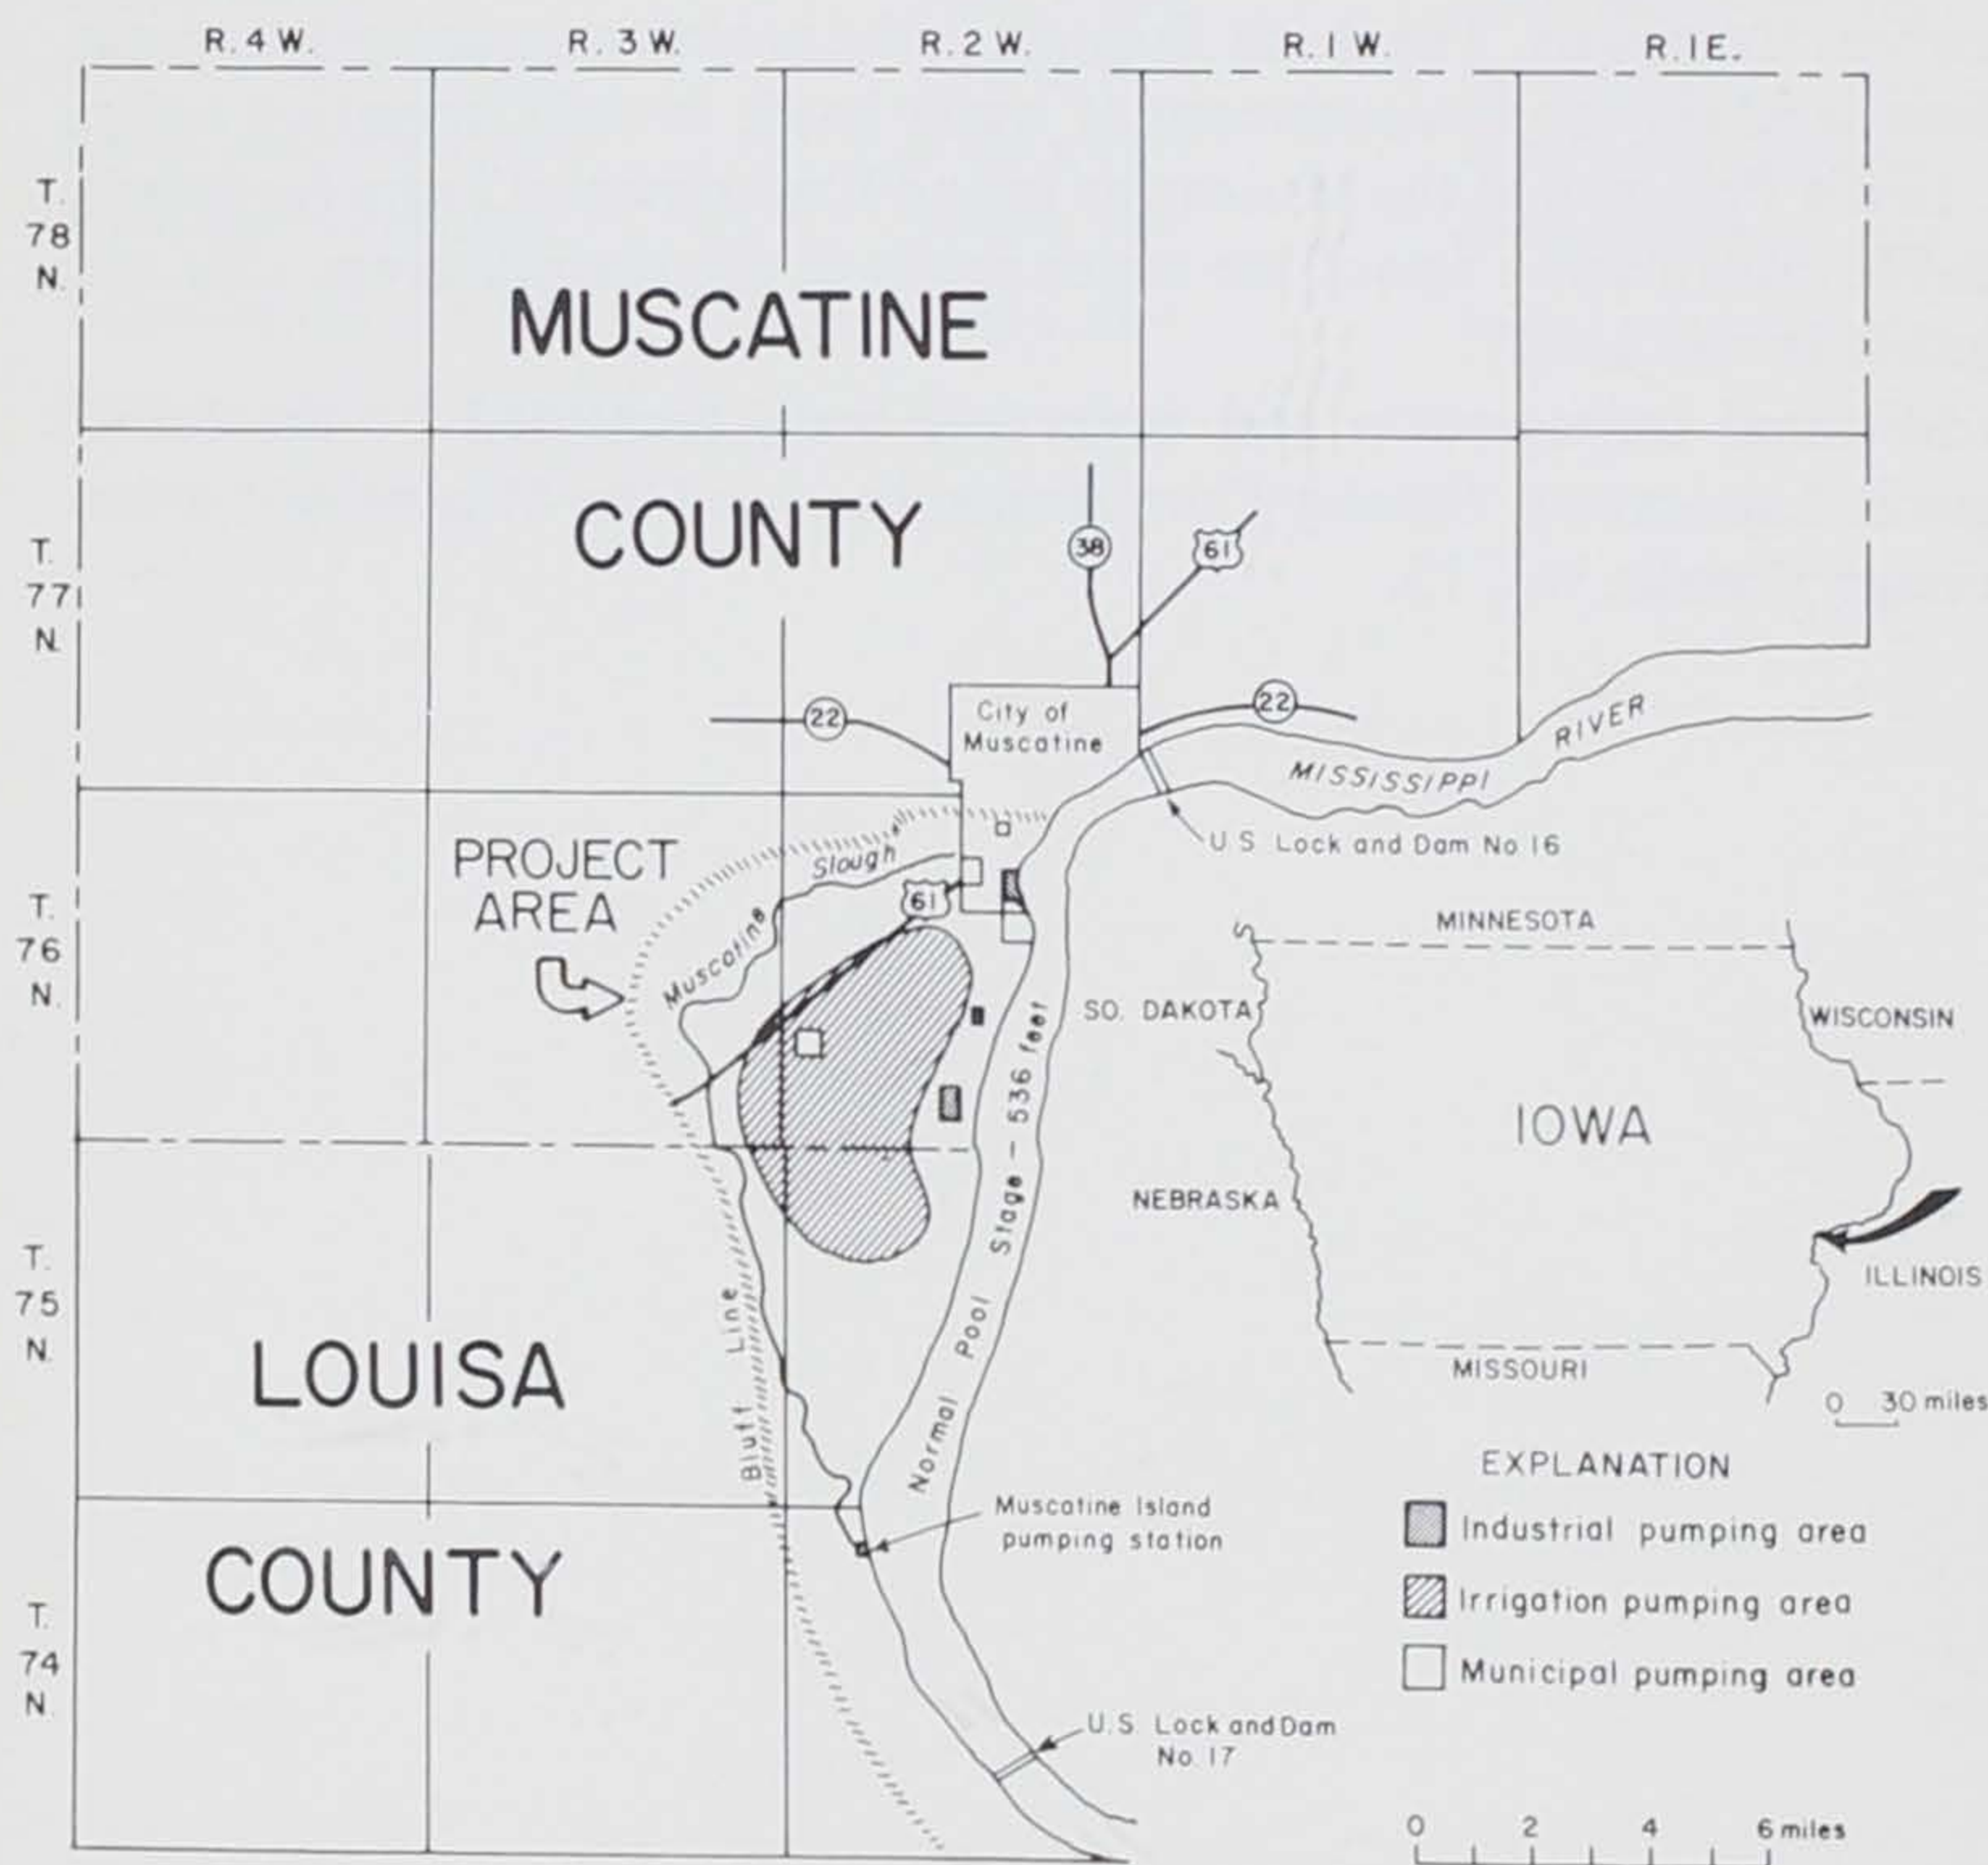 R. 4 W.
R. 3 W.
R. 2 W.
R. 1 W.
R. 1 E.
T.
78
N.
MUSCATINE
COUNTY
T.
77
N.
38
61
22
City of
Muscatine
22
MISSISSIPPI
RIVER
U.S. Lock and Dam No. 16
PROJECT
AREA
Muscatine
Slough
61
T.
76
N.
Normal Pool Stage – 536 feet
Bluff Line
MINNESOTA
SO. DAKOTA
WISCONSIN
IOWA
NEBRASKA
ILLINOIS
MISSOURI
0 30 miles
T.
75
N.
LOUISA
COUNTY
Muscatine Island
pumping station
T.
74
N.
U.S. Lock and Dam
No. 17
EXPLANATION
Industrial pumping area
Irrigation pumping area
Municipal pumping area
0 2 4 6 miles